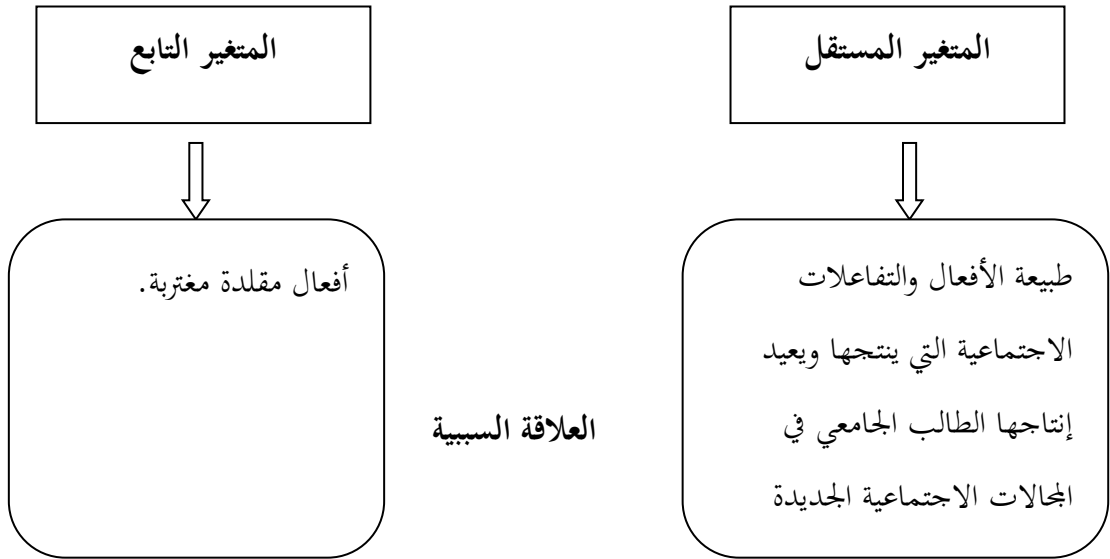 المتغير المستقل
المتغير التابع
طبيعة الأفعال والتفاعلات
الاجتماعية التي ينتجها ويعيد
إنتاجها الطالب الجامعي في
المجالات الاجتماعية الجديدة
العلاقة السببية
أفعال مقلدة مغتربة.